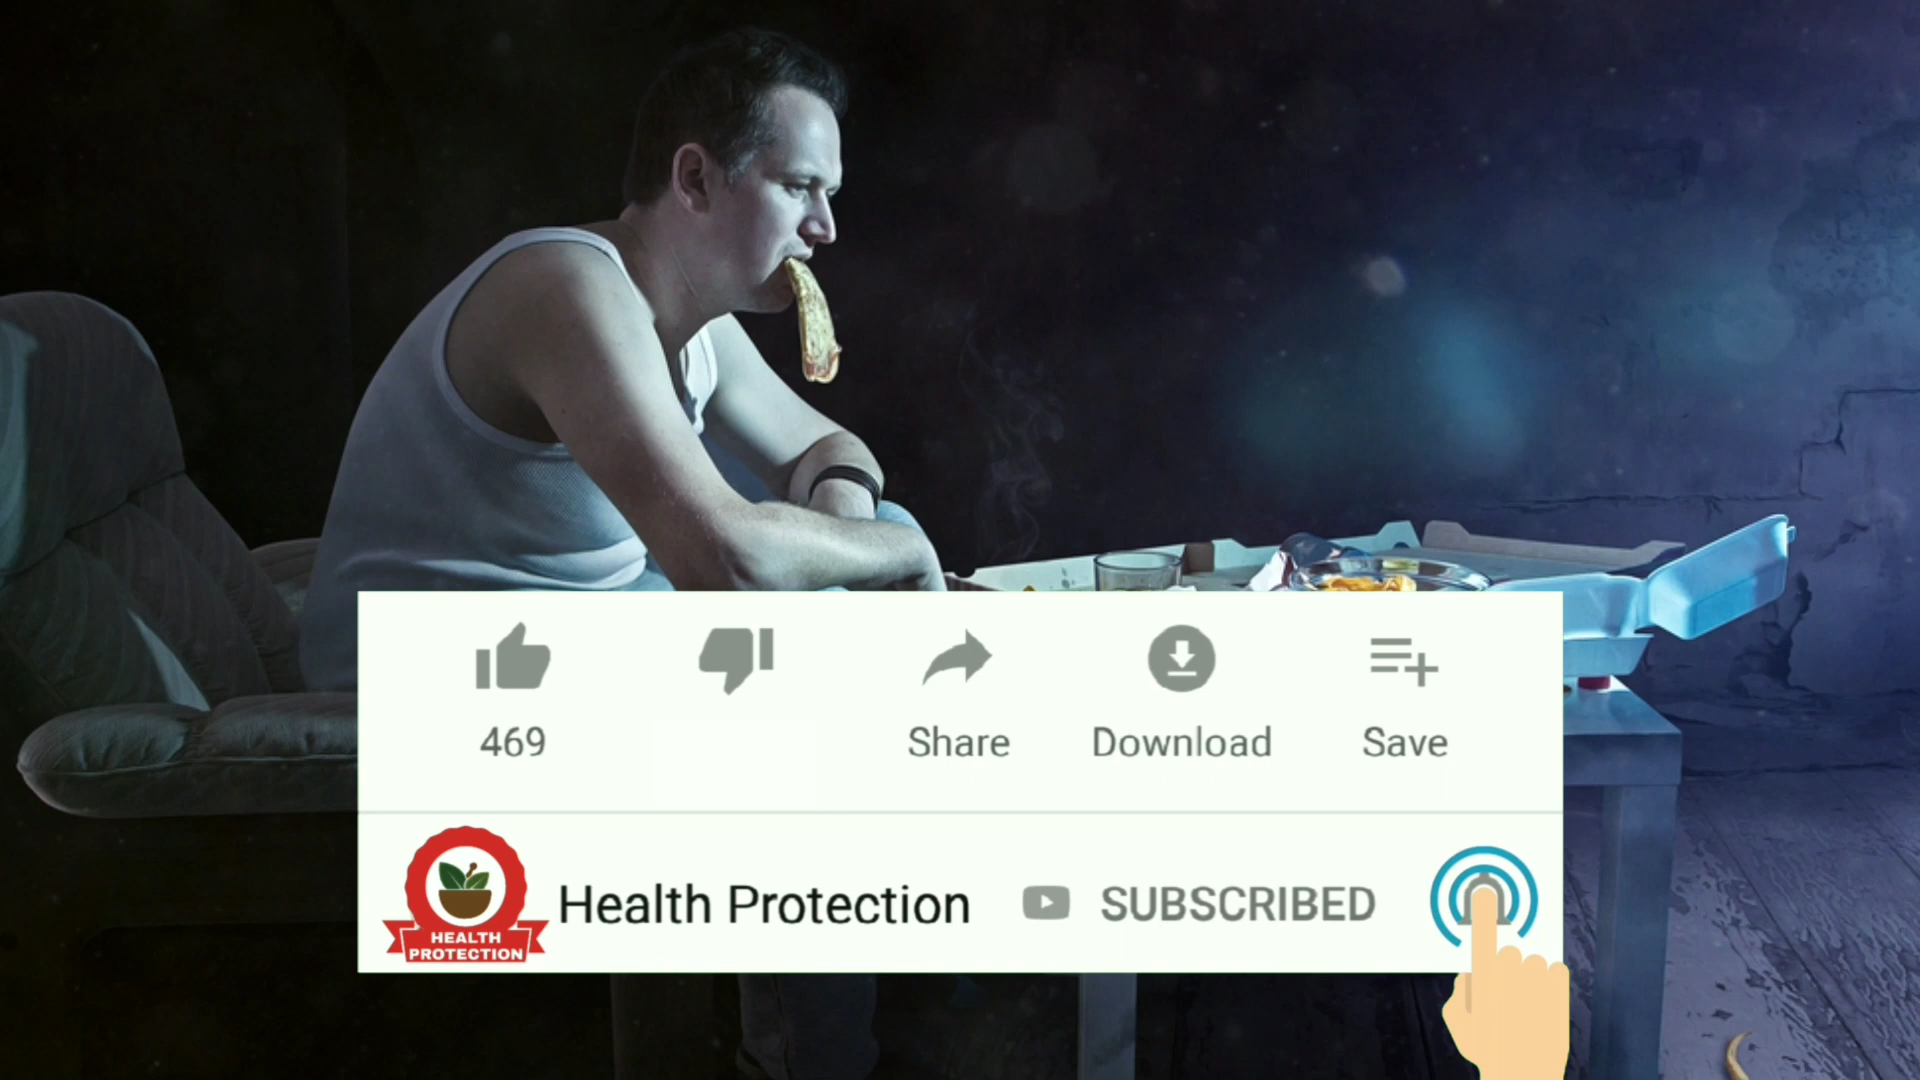 469
Share
Download
Save
HEALTH
PROTECTION
Health Protection
SUBSCRIBED